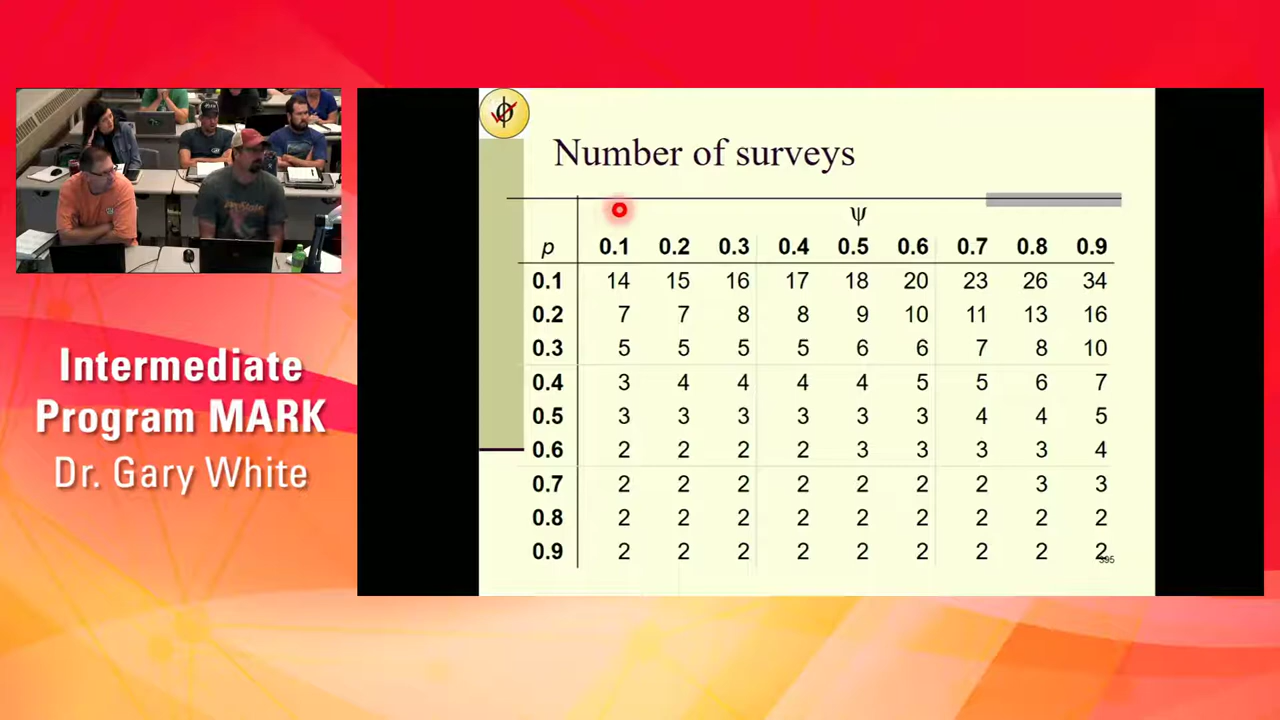 Number of surveys
ψ
p 0.1 0.2 0.3 0.4 0.5 0.6 0.7 0.8 0.9
0.1 14 15 16 17 18 20 23 26 34
0.2 7 7 8 8 9 10 11 13 16
0.3 5 5 5 5 6 6 7 8 10
0.4 3 4 4 4 4 5 5 6 7
0.5 3 3 3 3 3 3 4 4 5
0.6 2 2 2 2 3 3 3 3 4
0.7 2 2 2 2 2 2 2 3 3
0.8 2 2 2 2 2 2 2 2 2
0.9 2 2 2 2 2 2 2 2 2
395
Intermediate
Program MARK
Dr. Gary White